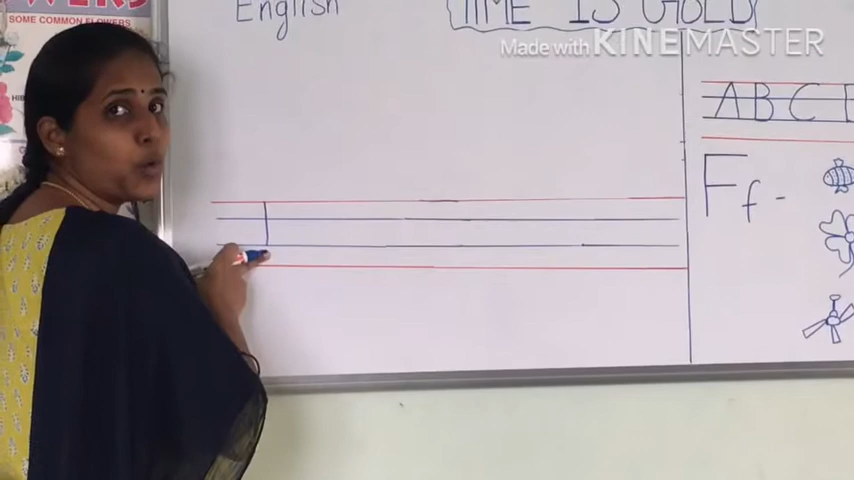 SOME COMMON FLOWERS
English
TIME IS GOLD
Made with KINEMASTER
A B C
F f -